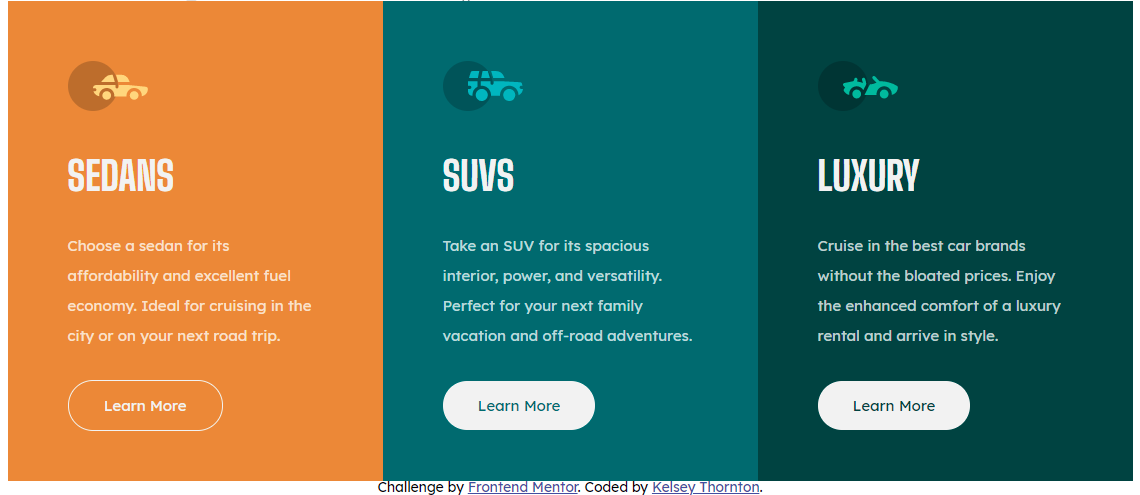 SEDANS
Choose a sedan for its
affordability and excellent fuel
economy. Ideal for cruising in the
city or on your next road trip.
Learn More
SUVS
Take an SUV for its spacious
interior, power, and versatility.
Perfect for your next family
vacation and off-road adventures.
Learn More
LUXURY
Cruise in the best car brands
without the bloated prices. Enjoy
the enhanced comfort of a luxury
rental and arrive in style.
Learn More
Challenge by Frontend Mentor. Coded by Kelsey Thornton.